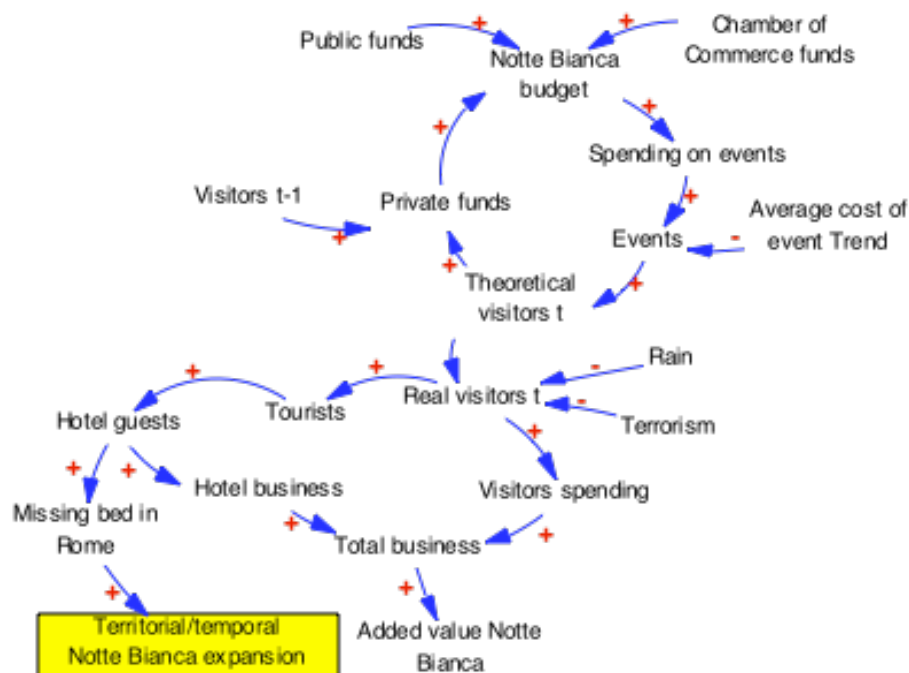 Public funds
+
Notte Bianca
budget
+
Chamber of
Commerce funds
+
+
Spending on events
Visitors t-1
+
Private funds
+
Average cost of
event Trend
-
Events
+
Theoretical
visitors t
+
Rain
-
Real visitors t
-
Terrorism
+
Tourists
+
Hotel guests
+
+
+
Hotel business
Visitors spending
Missing bed in
Rome
+
Total business
+
+
+
Territorial/temporal
Notte Bianca expansion
Added value Notte
Bianca